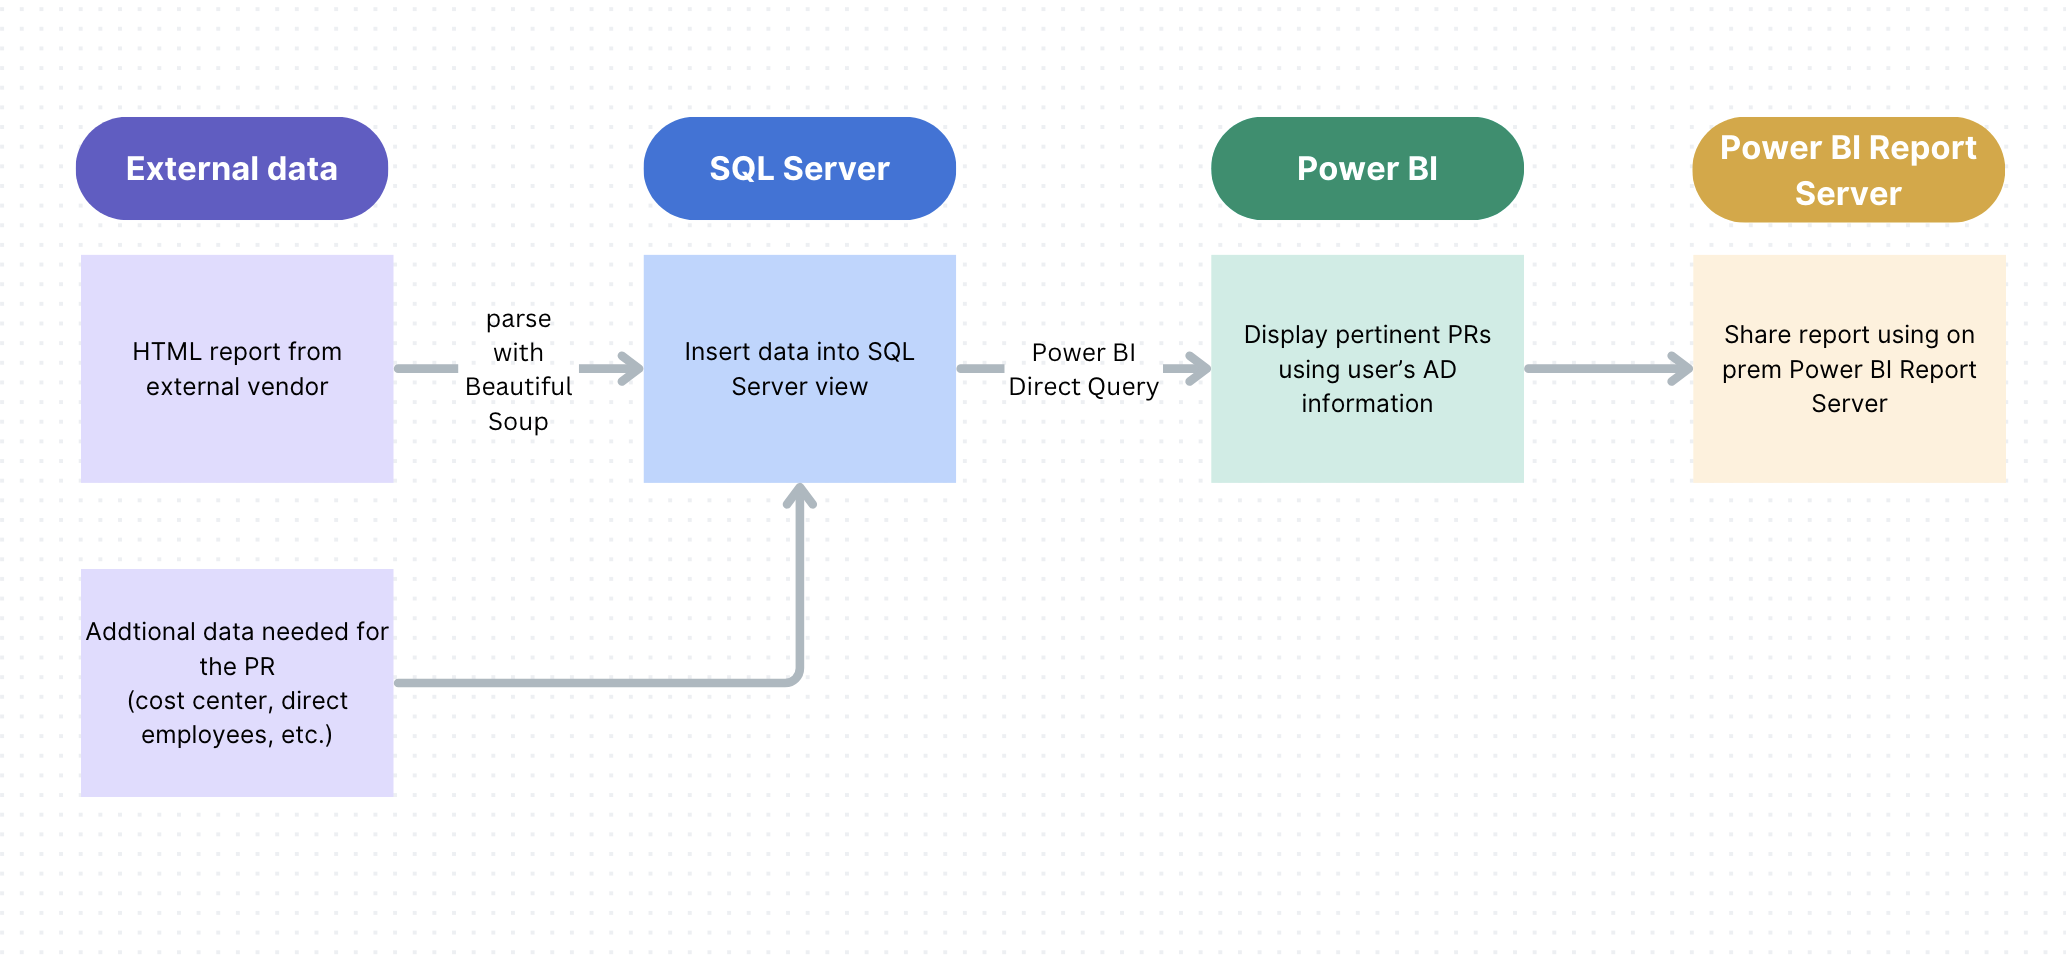 External data
SQL Server
Power BI
Power BI Report
Server
HTML report from
external vendor
parse
with
Beautiful
Soup
Insert data into SQL
Server view
Power BI
Direct Query
Display pertinent PRs
using user’s AD
information
Share report using on
prem Power BI Report
Server
Addtional data needed for
the PR
(cost center, direct
employees, etc.)